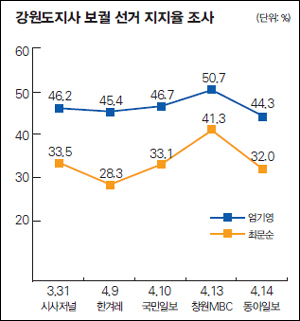 강원도지사 보궐 선거 지지율 조사 (단위: %)
60
50
40
30
20
46.2 45.4 46.7 50.7 44.3
33.5 28.3 33.1 41.3 32.0
엄기영
최문순
3.31 4.9 4.10 4.13 4.14
시사저널 한겨레 국민일보 창원MBC 동아일보